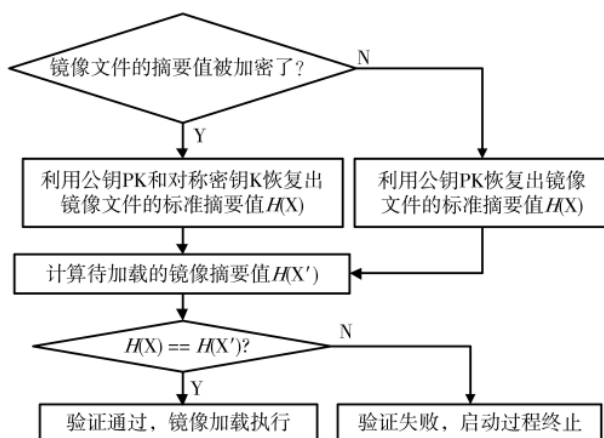 镜像文件的摘要值被加密了?
N
Y
利用公钥PK和对称密钥K恢复出
镜像文件的标准摘要值H(X)
利用公钥PK恢复出镜像
文件的标准摘要值H(X)
计算待加载的镜像摘要值H(X′)
H(X) == H(X′)?
N
Y
验证通过，镜像加载执行
验证失败，启动过程终止